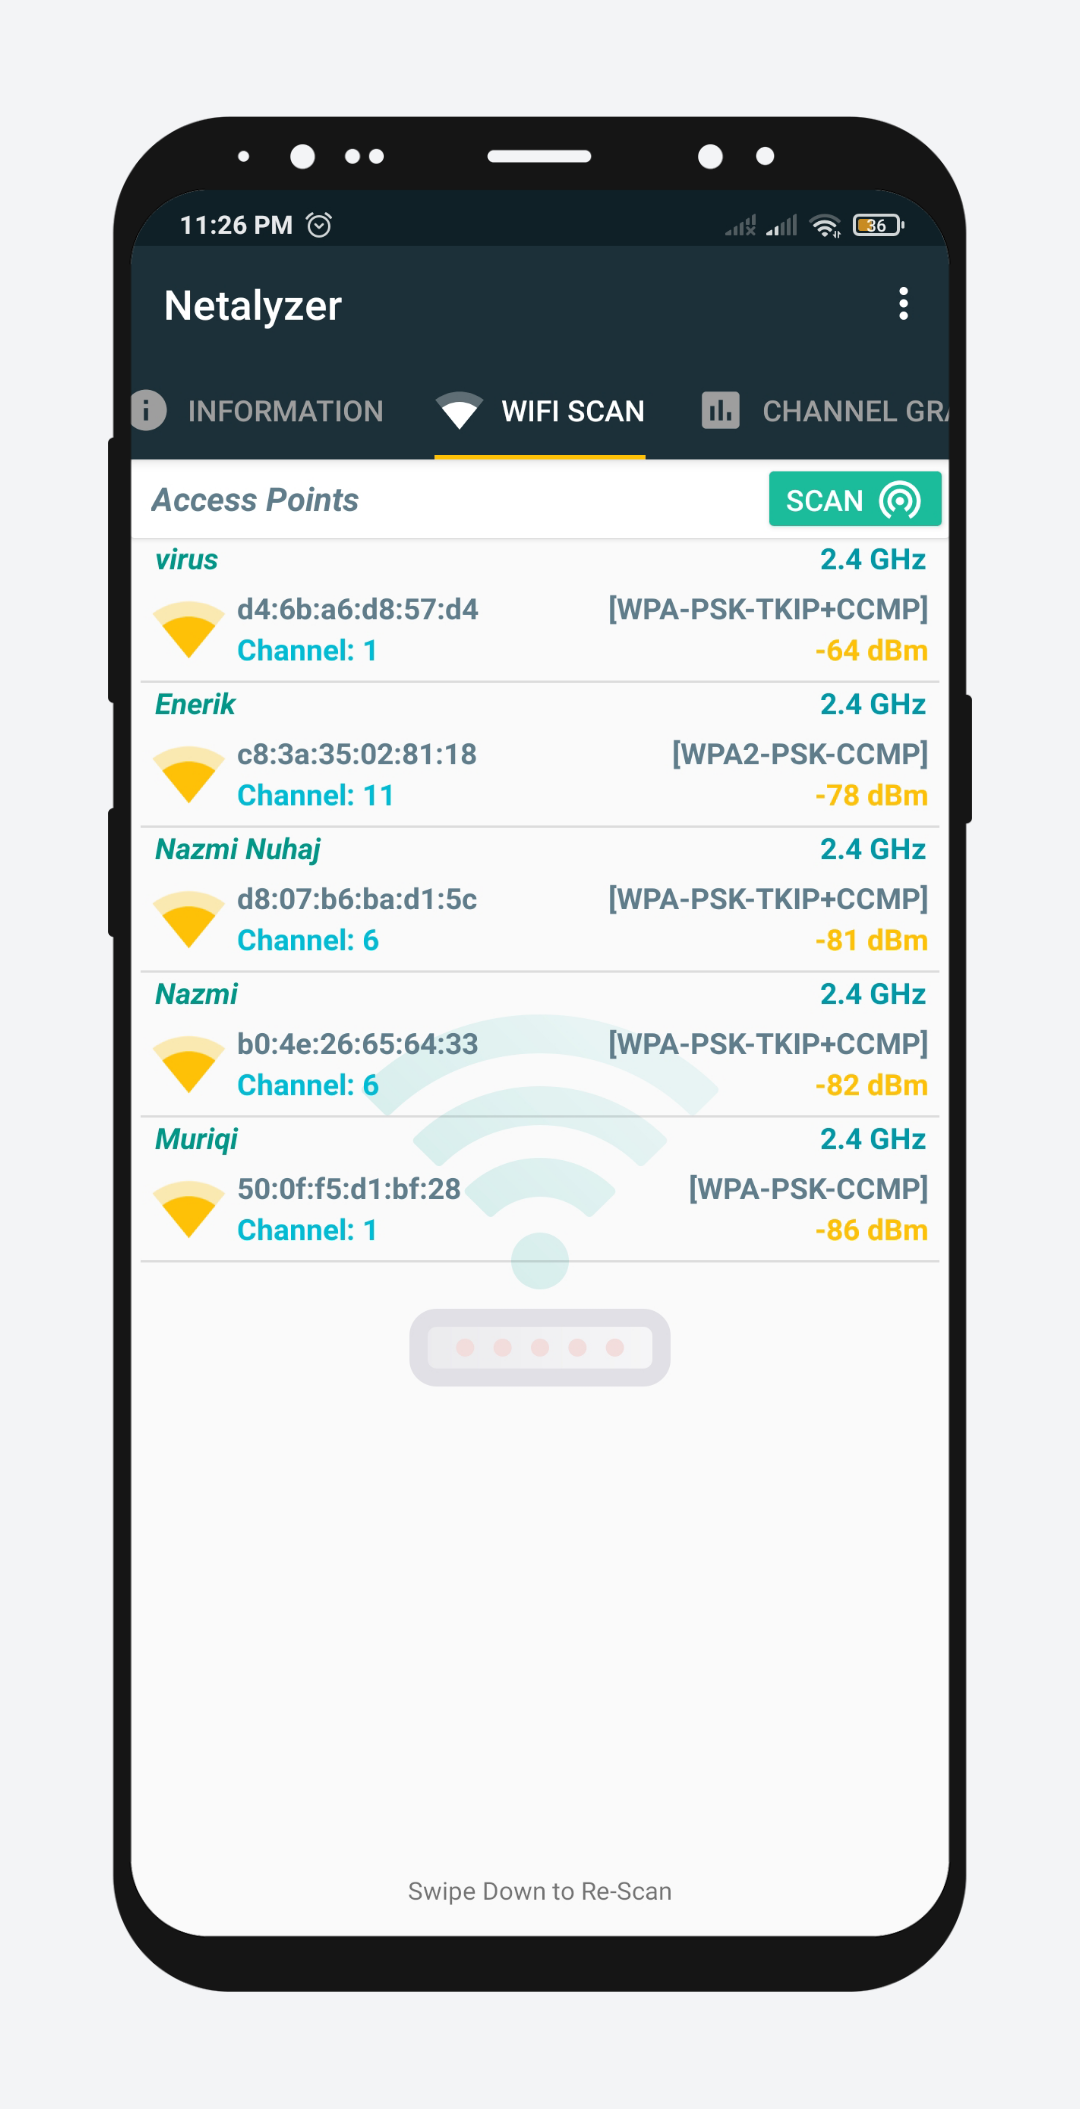 11:26 PM 36
Netalyzer
INFORMATION WIFI SCAN CHANNEL GRA
Access Points SCAN
virus 2.4 GHz
d4:6b:a6:d8:57:d4 [WPA-PSK-TKIP+CCMP]
Channel: 1 -64 dBm
Enerik 2.4 GHz
c8:3a:35:02:81:18 [WPA2-PSK-CCMP]
Channel: 11 -78 dBm
Nazmi Nuhaj 2.4 GHz
d8:07:b6:ba:d1:5c [WPA-PSK-TKIP+CCMP]
Channel: 6 -81 dBm
Nazmi 2.4 GHz
b0:4e:26:65:64:33 [WPA-PSK-TKIP+CCMP]
Channel: 6 -82 dBm
Muriqi 2.4 GHz
50:0f:f5:d1:bf:28 [WPA-PSK-CCMP]
Channel: 1 -86 dBm
Swipe Down to Re-Scan